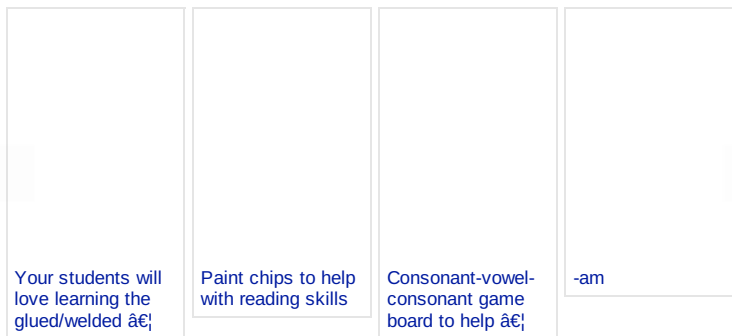 Your students will
love learning the
glued/welded â€¦
Paint chips to help
with reading skills
Consonant-vowel-
consonant game
board to help â€¦
-am